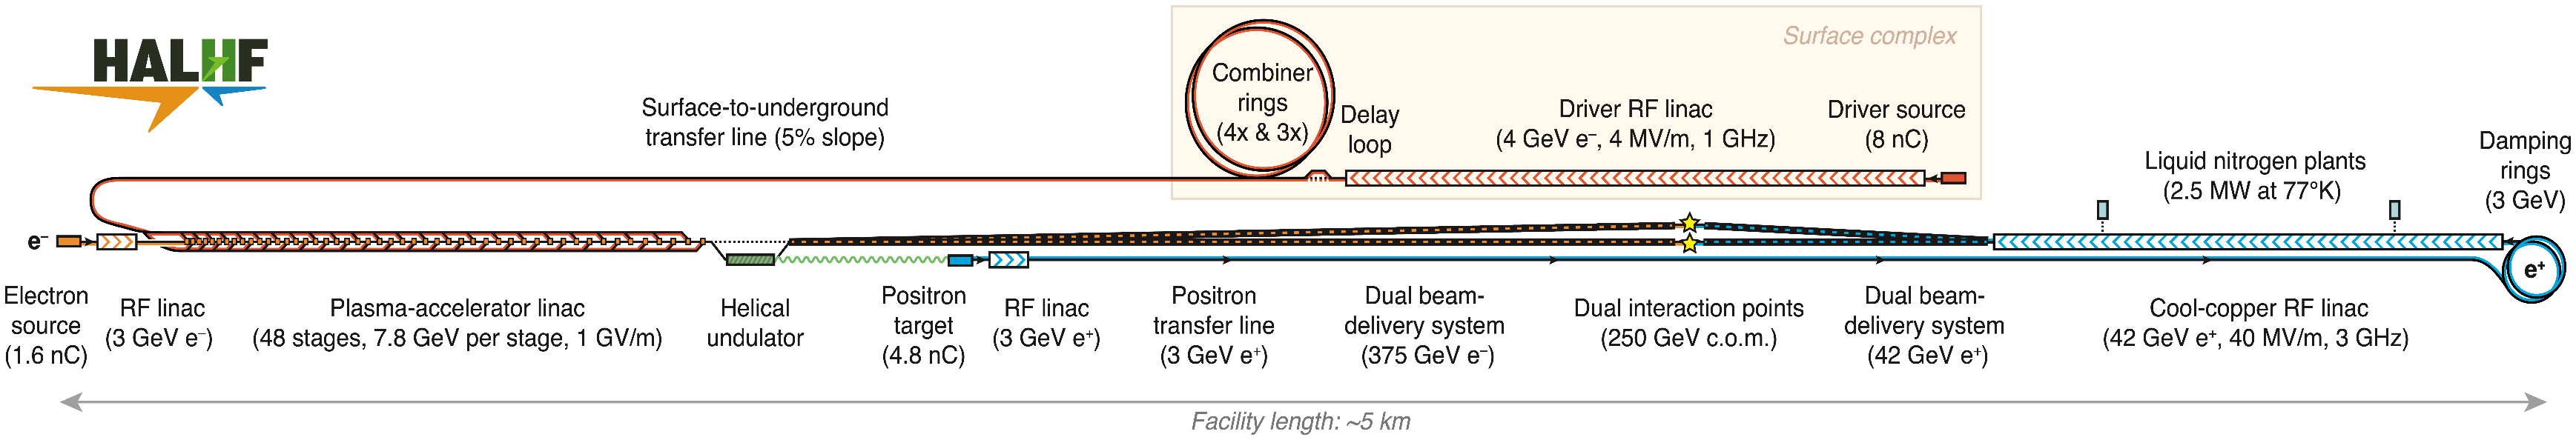 HALHF
Surface complex
Combiner
rings
(4x & 3x)
Delay
loop
Driver RF linac
(4 GeV e⁻, 4 MV/m, 1 GHz)
Driver source
(8 nC)
Surface-to-underground
transfer line (5% slope)
Liquid nitrogen plants
(2.5 MW at 77°K)
Damping
rings
(3 GeV)
e⁻
e⁺
Electron
source
(1.6 nC)
RF linac
(3 GeV e⁻)
Plasma-accelerator linac
(48 stages, 7.8 GeV per stage, 1 GV/m)
Helical
undulator
Positron
target
(4.8 nC)
RF linac
(3 GeV e⁺)
Positron
transfer line
(3 GeV e⁺)
Dual beam-
delivery system
(375 GeV e⁻)
Dual interaction points
(250 GeV c.o.m.)
Dual beam-
delivery system
(42 GeV e⁺)
Cool-copper RF linac
(42 GeV e⁺, 40 MV/m, 3 GHz)
Facility length: ~5 km